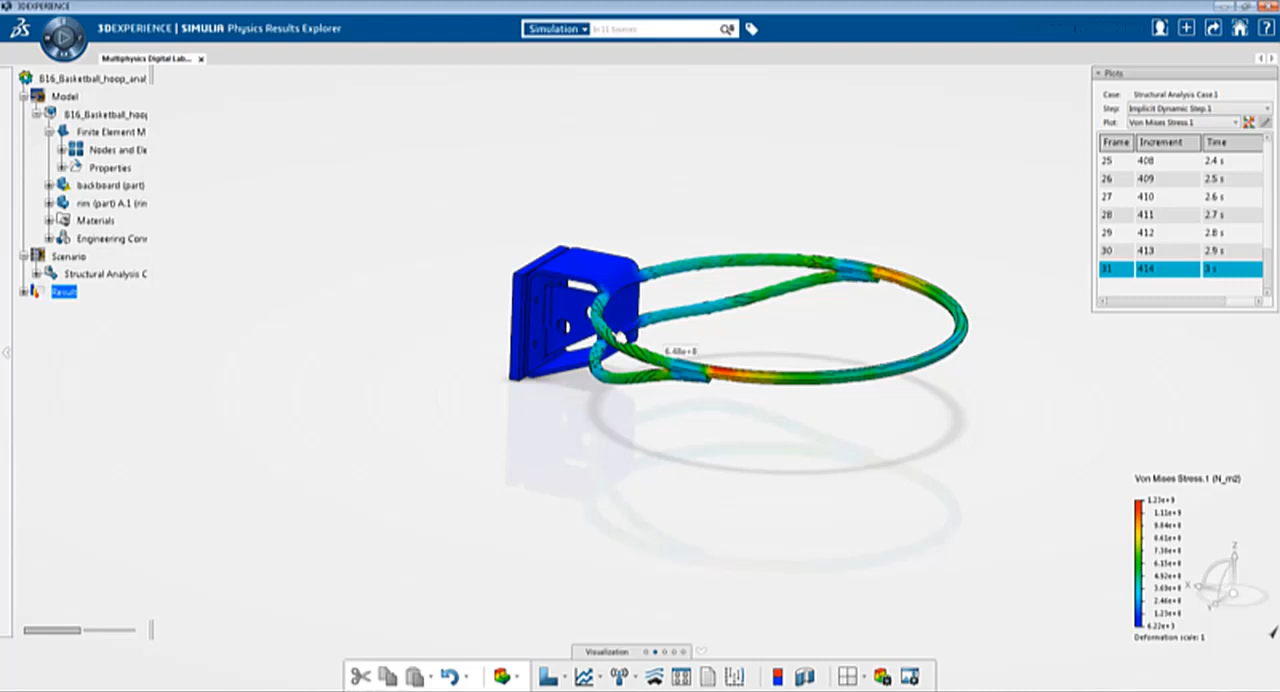 3DEXPERIENCE
3DEXPERIENCE | SIMULIA Physics Results Explorer
Simulation
in 11 Sources
Multiphysics Digital Lab... x
B16_Basketball_hoop_anal
Model
B16_Basketball_hoop
Finite Element M
Nodes and Ele
Properties
backboard (part)
rim (part) A.1 (rim
Materials
Engineering Conn
Scenario
Structural Analysis C
Result
Plots
Case: Structural Analysis Case.1
Step: Implicit Dynamic Step.1
Plot: Von Mises Stress.1
Frame Increment Time
25 408 2.4 s
26 409 2.5 s
27 410 2.6 s
28 411 2.7 s
29 412 2.8 s
30 413 2.9 s
31 414 3 s
6.68e+8
Von Mises Stress.1 (N_m2)
1.23e+9
1.11e+9
9.84e+8
8.61e+8
7.38e+8
6.15e+8
4.92e+8
3.69e+8
2.46e+8
1.23e+8
6.22e+3
Deformation scale: 1
Z
X
Y
Visualization